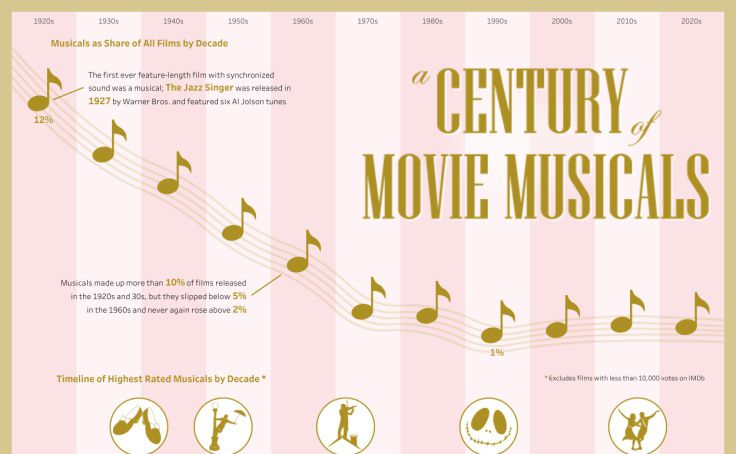 1920s 1930s 1940s 1950s 1960s 1970s 1980s 1990s 2000s 2010s 2020s
Musicals as Share of All Films by Decade
The first ever feature-length film with synchronized
sound was a musical; The Jazz Singer was released in
1927 by Warner Bros. and featured six Al Jolson tunes
12%
a CENTURY of
MOVIE MUSICALS
Musicals made up more than 10% of films released
in the 1920s and 30s, but they slipped below 5%
in the 1960s and never again rose above 2%
1%
Timeline of Highest Rated Musicals by Decade *
* Excludes films with less than 10,000 votes on IMDb